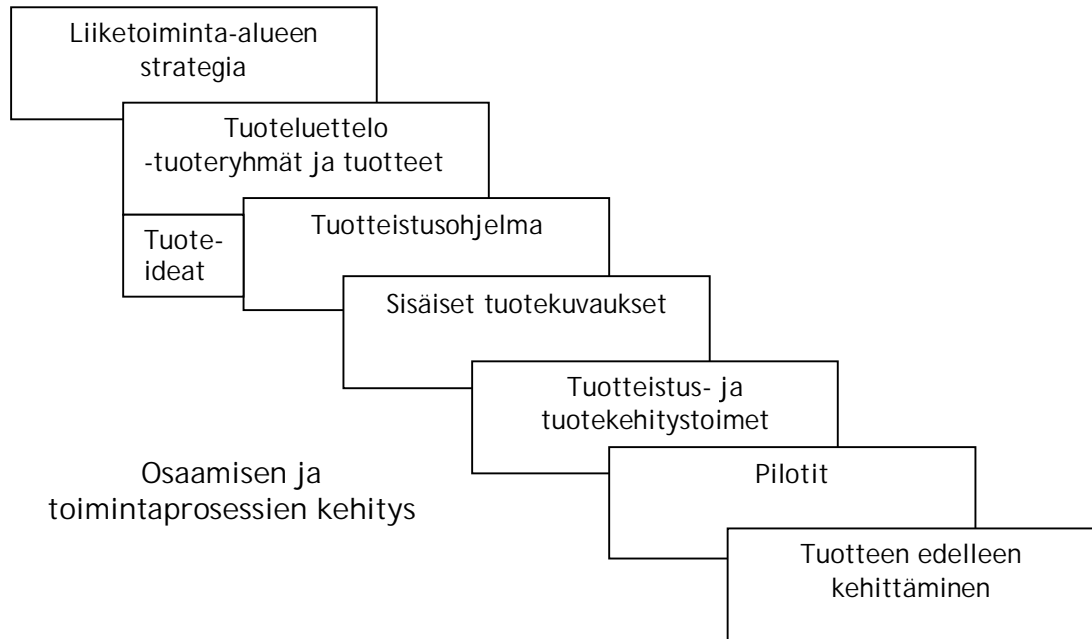 Liiketoiminta-alueen
strategia
Tuoteluettelo
-tuoteryhmät ja tuotteet
Tuote-
ideat
Tuotteistusohjelma
Sisäiset tuotekuvaukset
Tuotteistus- ja
tuotekehitystoimet
Osaamisen ja
toimintaprosessien kehitys
Pilotit
Tuotteen edelleen
kehittäminen